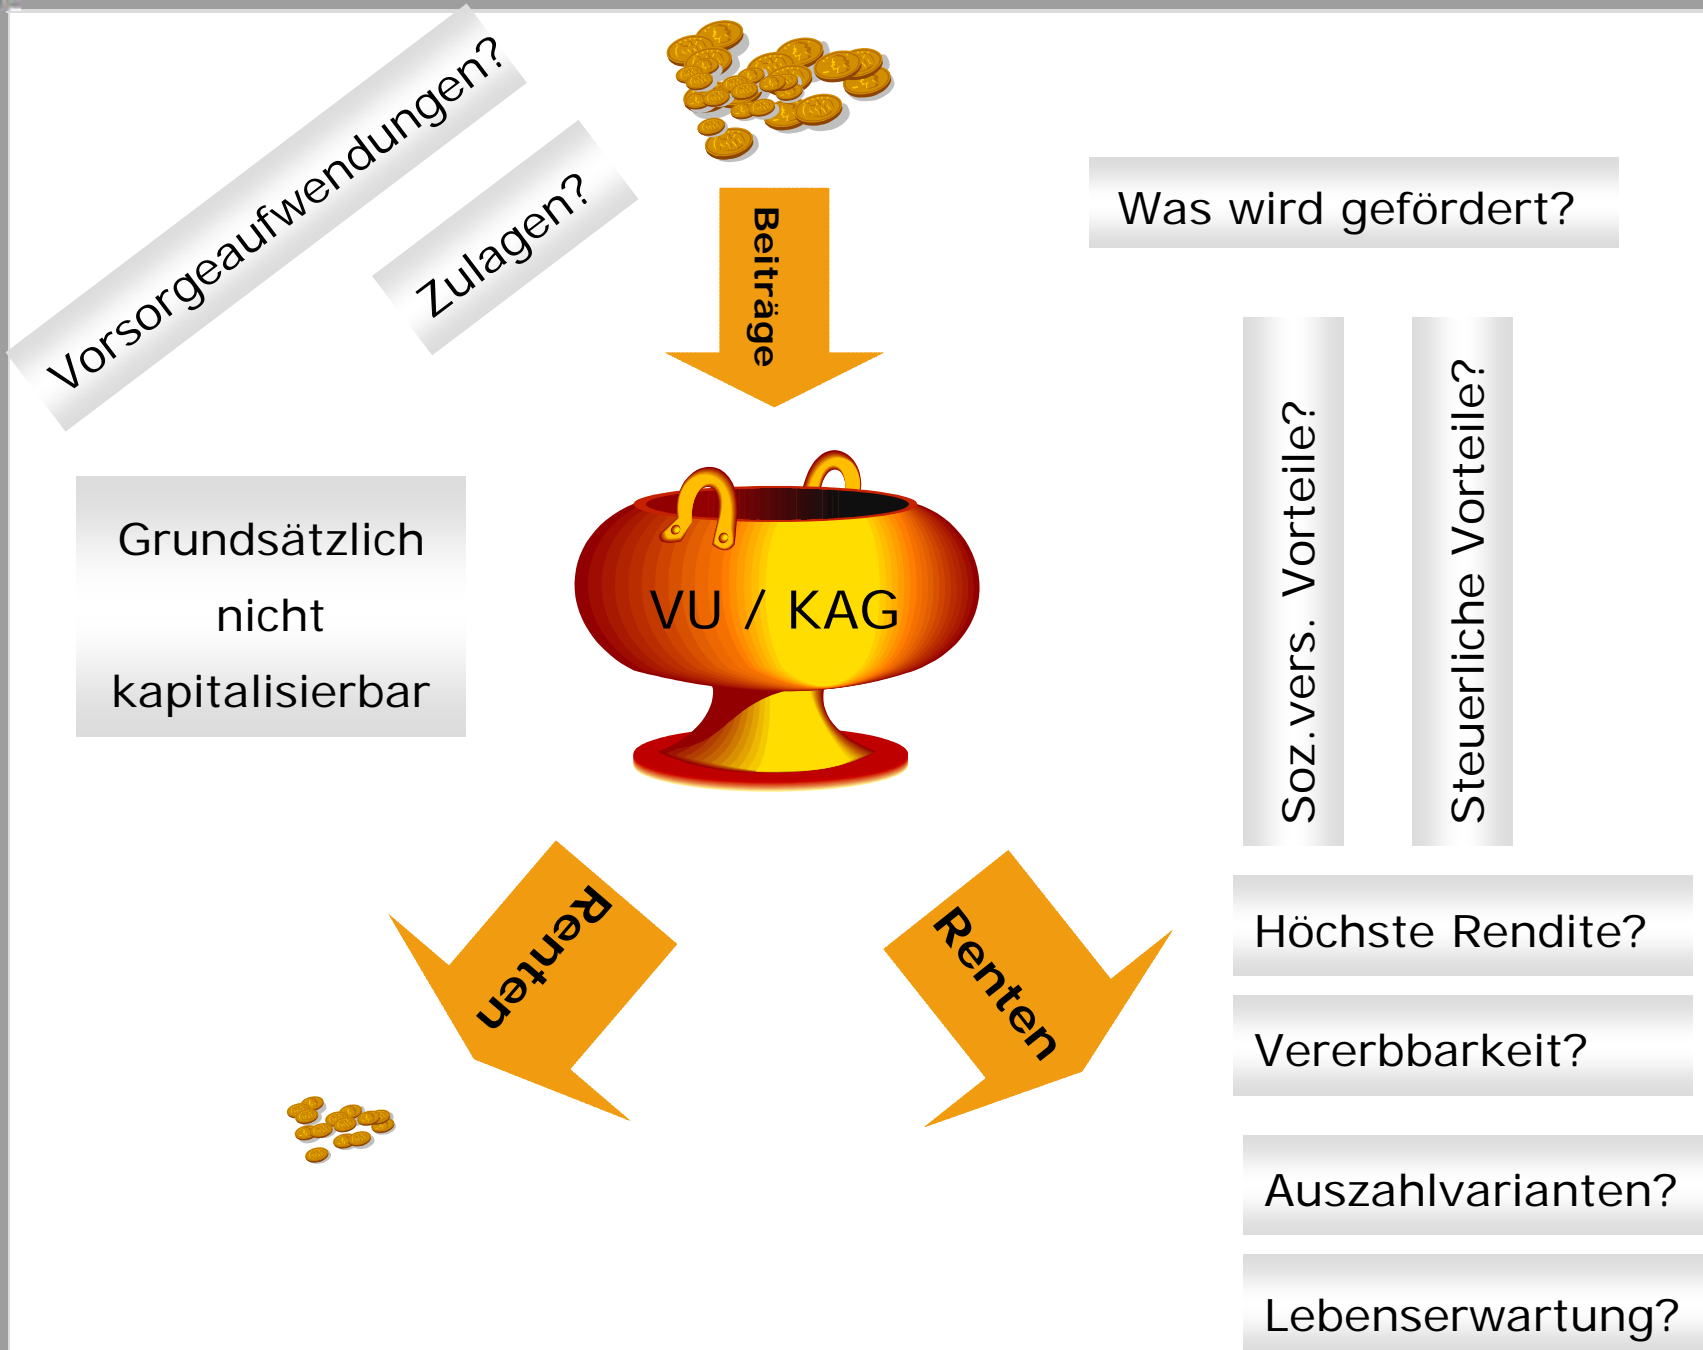 Vorsorgeaufwendungen?
Zulagen?
Beiträge
Was wird gefördert?
Grundsätzlich
nicht
kapitalisierbar
VU / KAG
Soz.vers. Vorteile?
Steuerliche Vorteile?
Renten
Renten
Höchste Rendite?
Vererbbarkeit?
Auszahlvarianten?
Lebenserwartung?